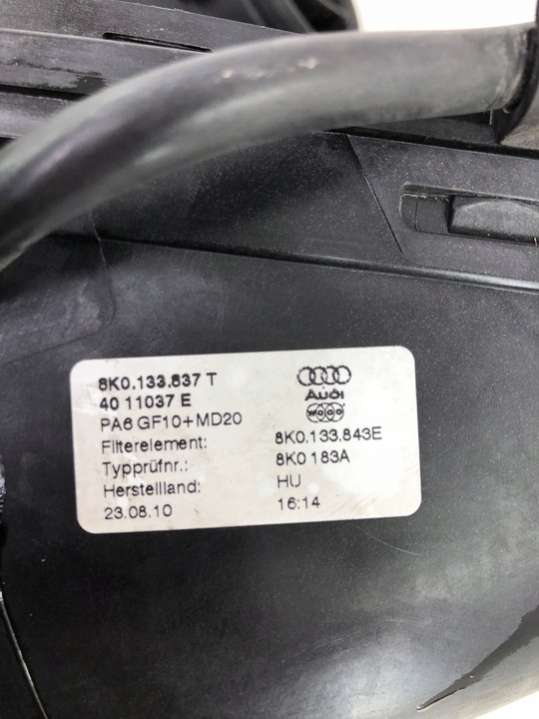 8K0.133.837 T
40 11037 E
PA6 GF10+MD20
Audi
Filterelement: 8K0.133.843E
Typprüfnr.: 8K0 183A
Herstellland: HU
23.08.10 16:14